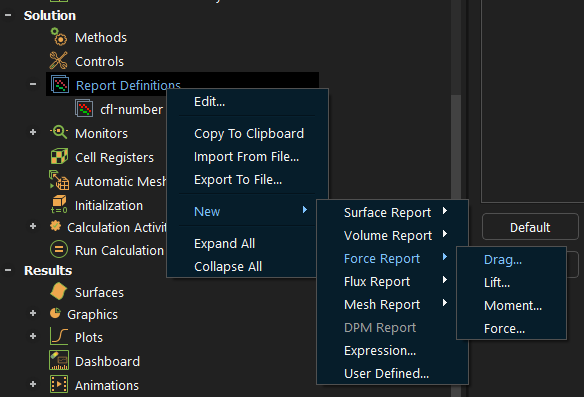 Solution
Methods
Controls
Report Definitions
cfl-number
Monitors
Cell Registers
Automatic Mesh
Initialization
Calculation Activit
Run Calculation
Results
Surfaces
Graphics
Plots
Dashboard
Animations
Edit...
Copy To Clipboard
Import From File...
Export To File...
New
Expand All
Collapse All
Surface Report
Volume Report
Force Report
Flux Report
Mesh Report
DPM Report
Expression...
User Defined...
Drag...
Lift...
Moment...
Force...
Default